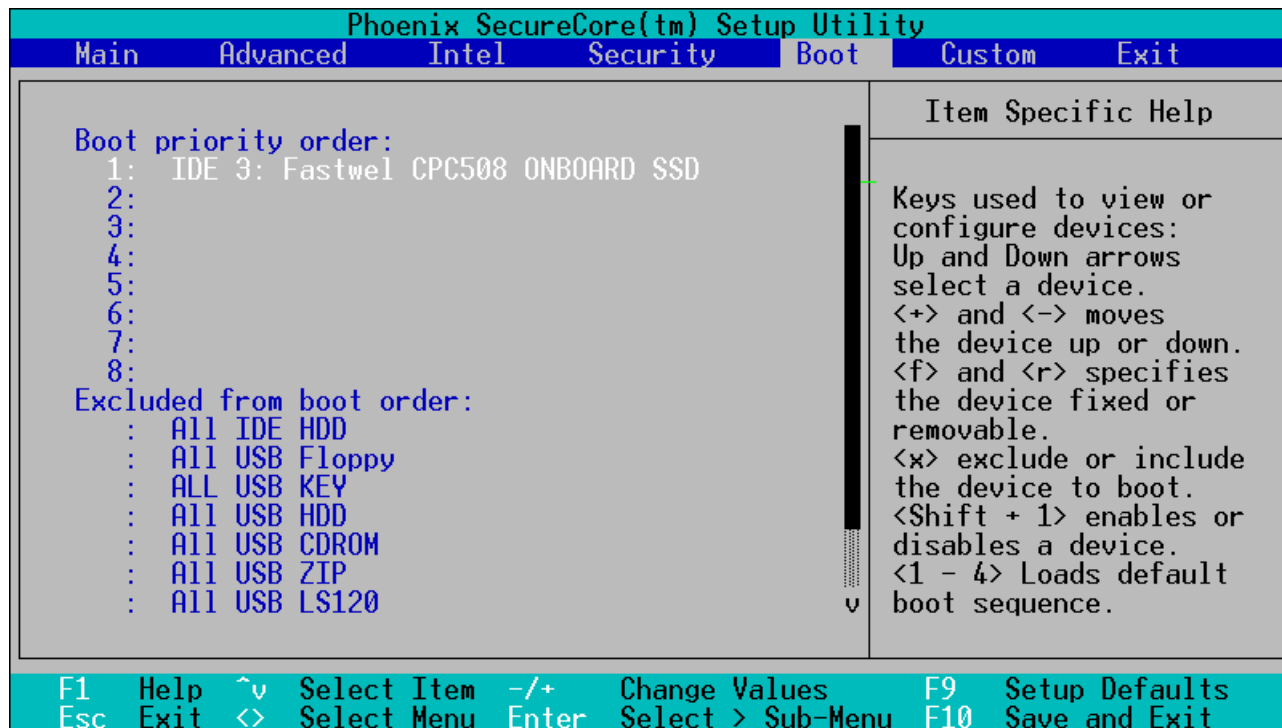 Phoenix SecureCore(tm) Setup Utility
Main Advanced Intel Security Boot Custom Exit
Boot priority order:
1: IDE 3: Fastwel CPC508 ONBOARD SSD
2:
3:
4:
5:
6:
7:
8:
Excluded from boot order:
: All IDE HDD
: All USB Floppy
: ALL USB KEY
: All USB HDD
: All USB CDROM
: All USB ZIP
: All USB LS120
v
Item Specific Help
Keys used to view or
configure devices:
Up and Down arrows
select a device.
<+> and <-> moves
the device up or down.
<f> and <r> specifies
the device fixed or
removable.
<x> exclude or include
the device to boot.
<Shift + 1> enables or
disables a device.
<1 - 4> Loads default
boot sequence.
F1 Help ^v Select Item -/+ Change Values F9 Setup Defaults
Esc Exit <> Select Menu Enter Select > Sub-Menu F10 Save and Exit